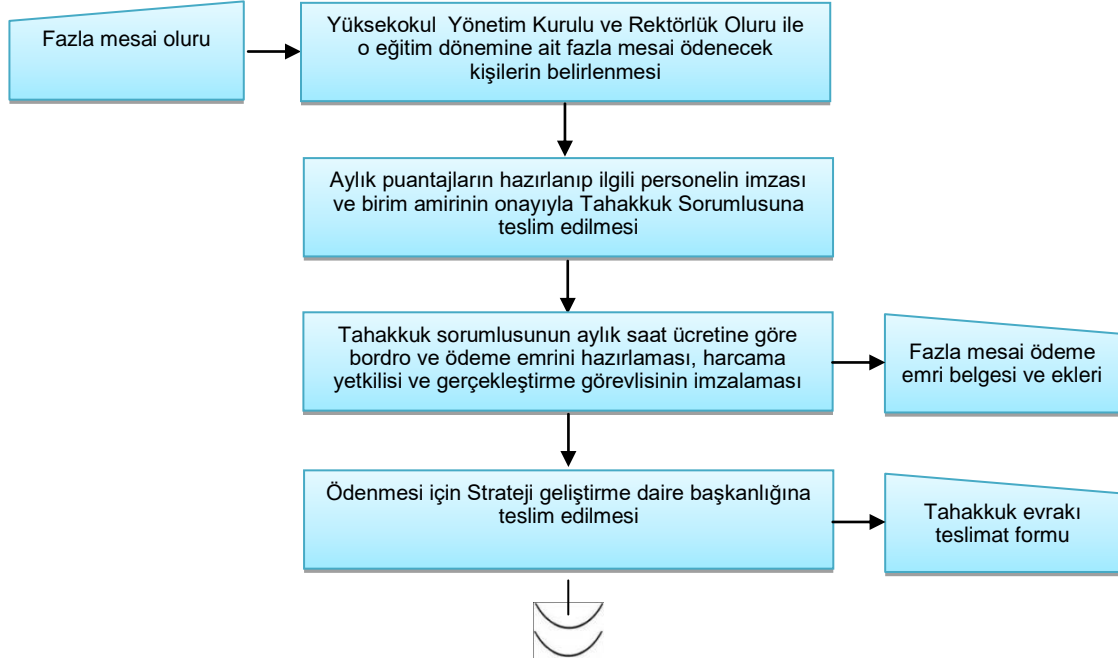 Fazla mesai oluru
Yüksekokul  Yönetim Kurulu ve Rektörlük Oluru ile
o eğitim dönemine ait fazla mesai ödenecek
kişilerin belirlenmesi
Aylık puantajların hazırlanıp ilgili personelin imzası
ve birim amirinin onayıyla Tahakkuk Sorumlusuna
teslim edilmesi
Tahakkuk sorumlusunun aylık saat ücretine göre
bordro ve ödeme emrini hazırlaması, harcama
yetkilisi ve gerçekleştirme görevlisinin imzalaması
Fazla mesai ödeme
emri belgesi ve ekleri
Ödenmesi için Strateji geliştirme daire başkanlığına
teslim edilmesi
Tahakkuk evrakı
teslimat formu